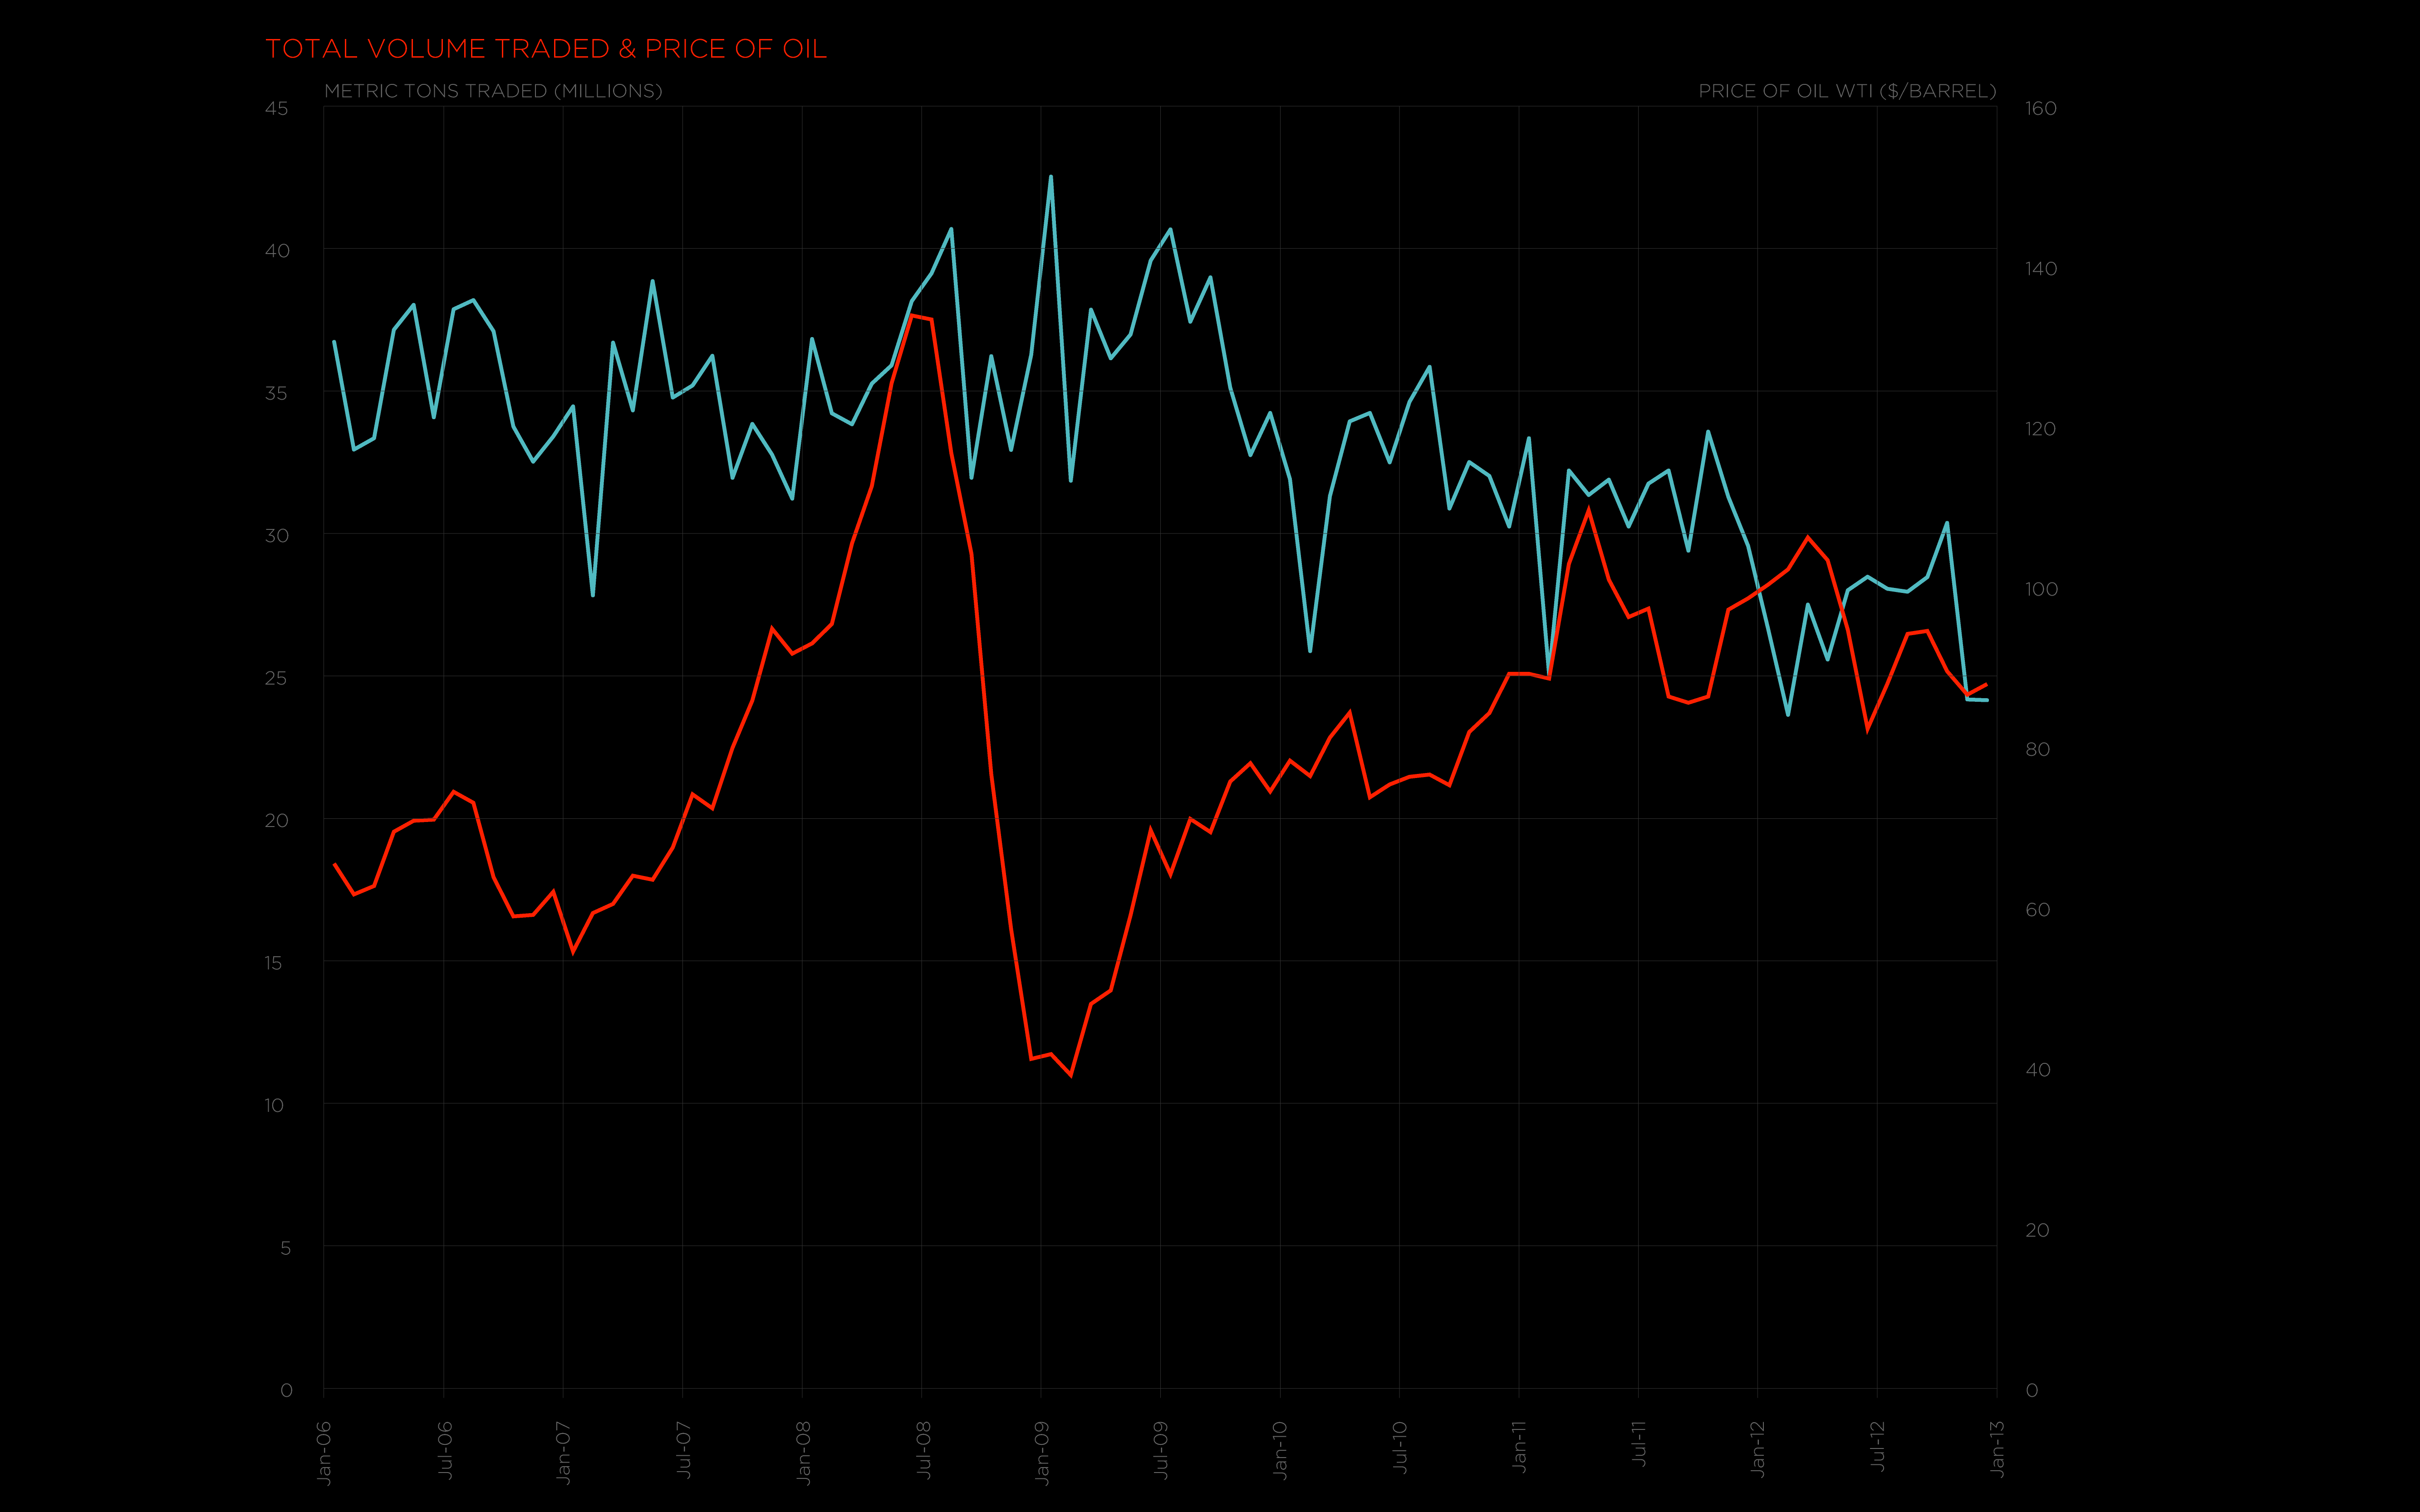 TOTAL VOLUME TRADED & PRICE OF OIL
METRIC TONS TRADED (MILLIONS)
PRICE OF OIL WTI ($/BARREL)
45
40
35
30
25
20
15
10
5
0
160
140
120
100
80
60
40
20
0
Jan-06
Jul-06
Jan-07
Jul-07
Jan-08
Jul-08
Jan-09
Jul-09
Jan-10
Jul-10
Jan-11
Jul-11
Jan-12
Jul-12
Jan-13